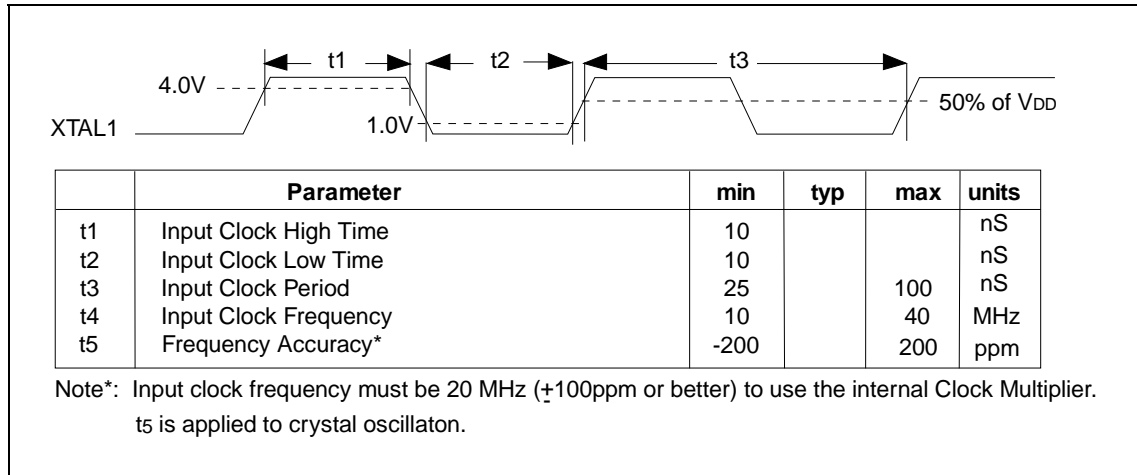 t1 t2 t3
4.0V
50% of VDD
XTAL1 1.0V
Parameter min typ max units
t1 Input Clock High Time 10 nS
t2 Input Clock Low Time 10 nS
t3 Input Clock Period 25 100 nS
t4 Input Clock Frequency 10 40 MHz
t5 Frequency Accuracy* -200 200 ppm
Note*: Input clock frequency must be 20 MHz (±100ppm or better) to use the internal Clock Multiplier.
t5 is applied to crystal oscillaton.